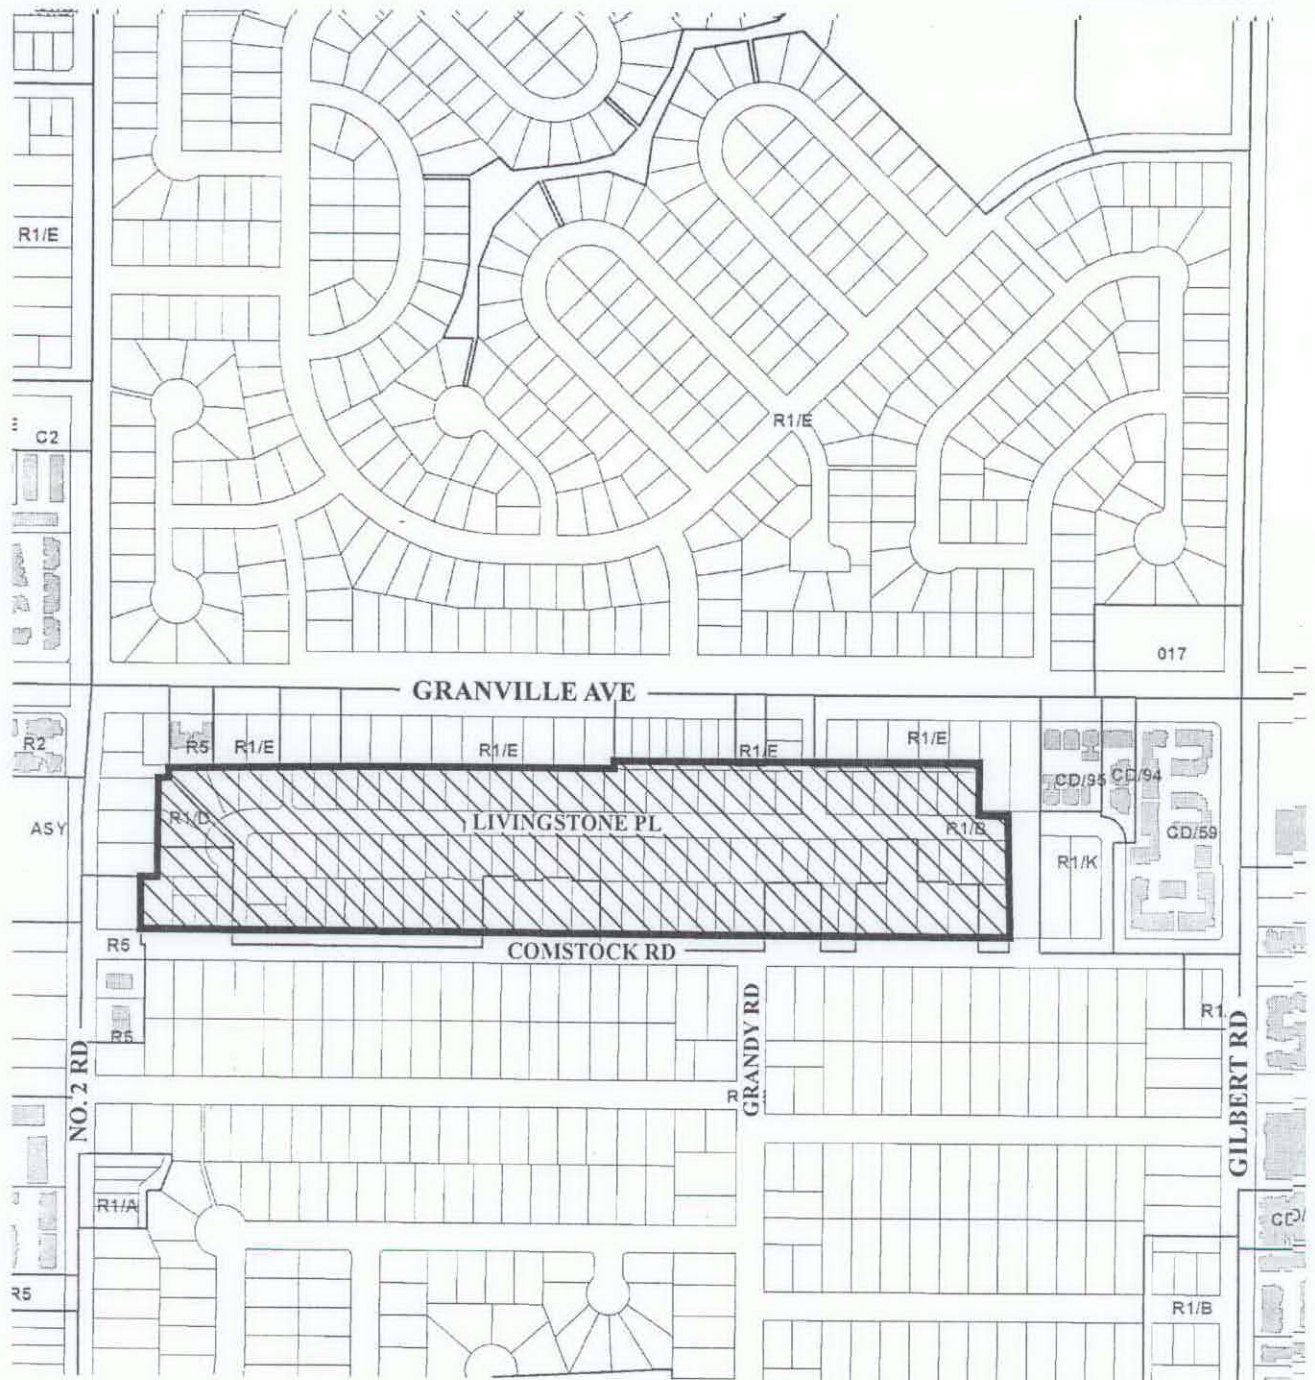 R1/E
C2
R1/E
017
GRANVILLE AVE
R2
R5
R1/E
R1/E
R1/E
R1/E
CD/95
CD/94
ASY
R1/D
LIVINGSTONE PL
R1/B
CD/59
R1/K
R5
COMSTOCK RD
R5
NO. 2 RD
GRANDY RD
GILBERT RD
R1/A
R5
R1/B